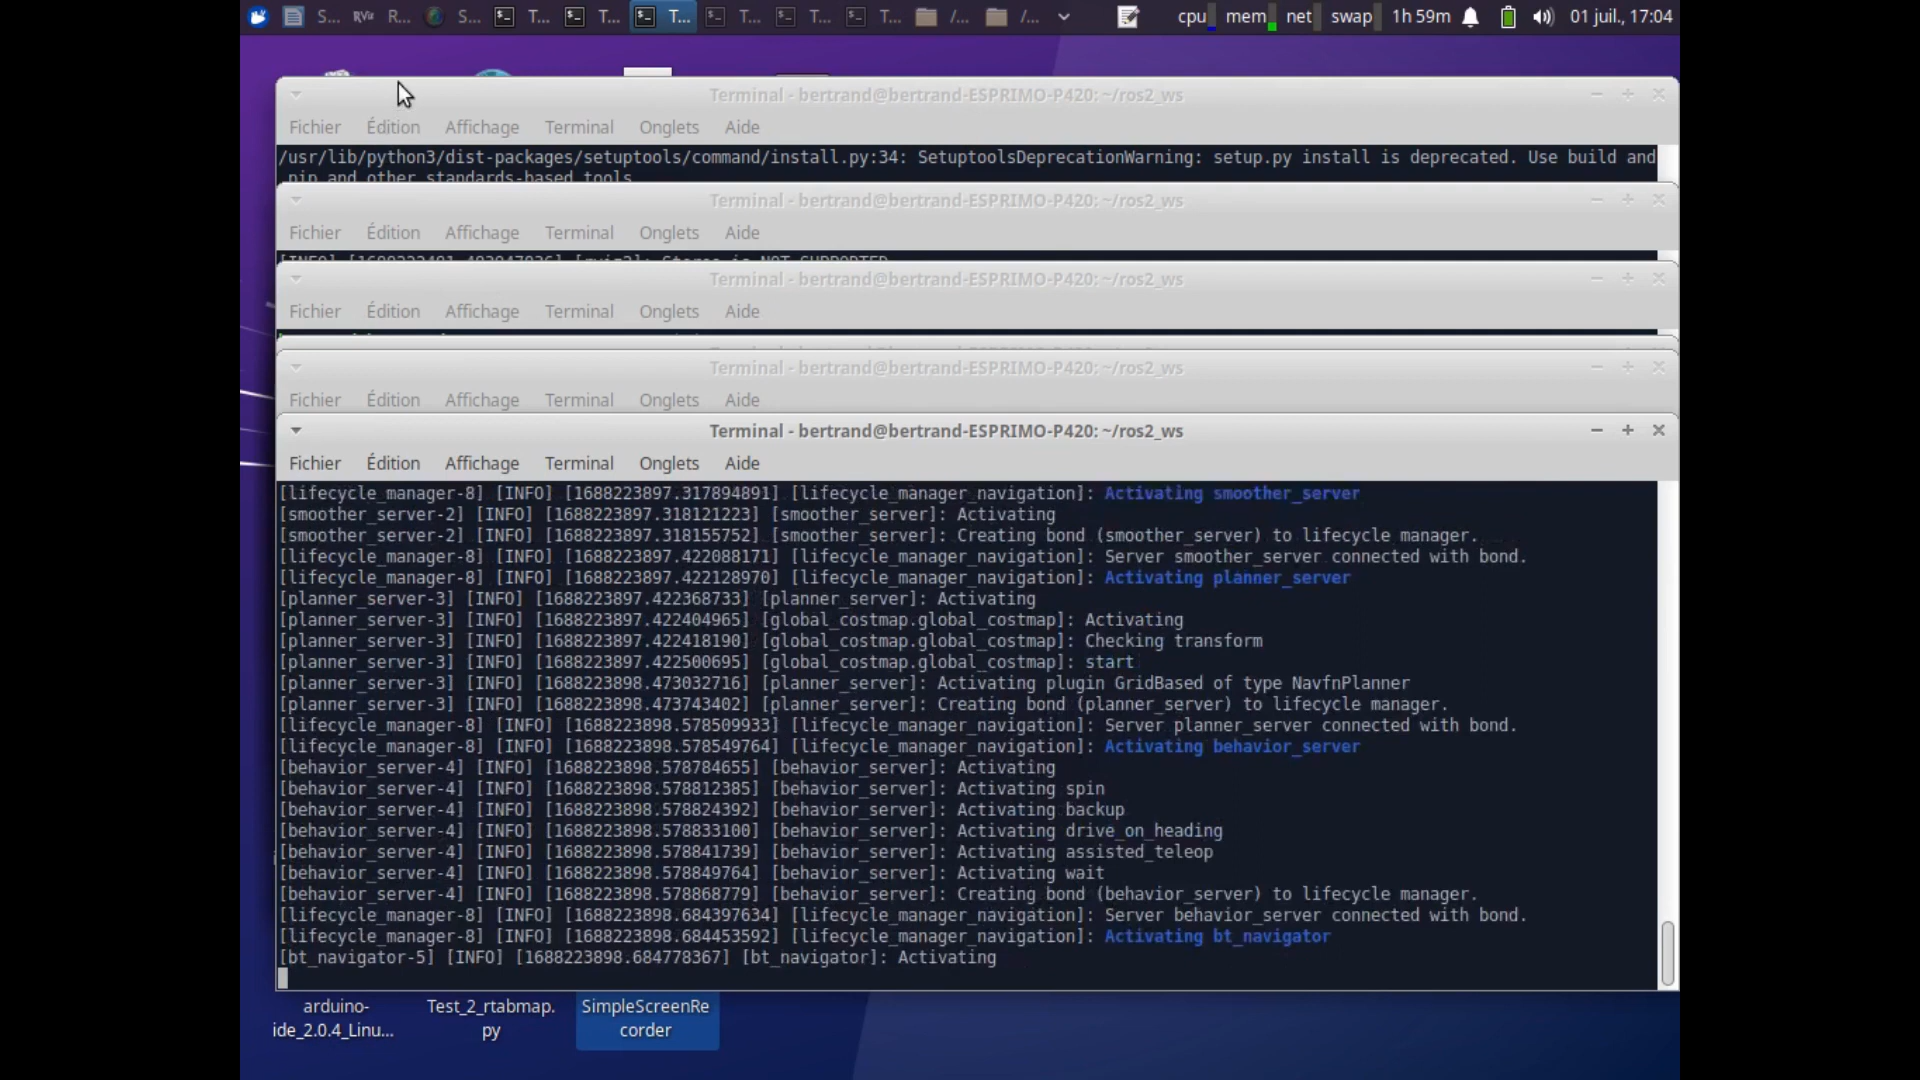 S... R... S... T... T... T... T... T... T... /... /... cpu mem net swap 1h 59m 01 juil., 17:04
Terminal - bertrand@bertrand-ESPRIMO-P420: ~/ros2_ws
Fichier Édition Affichage Terminal Onglets Aide
/usr/lib/python3/dist-packages/setuptools/command/install.py:34: SetuptoolsDeprecationWarning: setup.py install is deprecated. Use build and
pip and other standards-based tools.
Terminal - bertrand@bertrand-ESPRIMO-P420: ~/ros2_ws
Fichier Édition Affichage Terminal Onglets Aide
Terminal - bertrand@bertrand-ESPRIMO-P420: ~/ros2_ws
Fichier Édition Affichage Terminal Onglets Aide
Terminal - bertrand@bertrand-ESPRIMO-P420: ~/ros2_ws
Fichier Édition Affichage Terminal Onglets Aide
Terminal - bertrand@bertrand-ESPRIMO-P420: ~/ros2_ws
Fichier Édition Affichage Terminal Onglets Aide
[lifecycle_manager-8] [INFO] [1688223897.317894891] [lifecycle_manager_navigation]: Activating smoother_server
[smoother_server-2] [INFO] [1688223897.318121223] [smoother_server]: Activating
[smoother_server-2] [INFO] [1688223897.318155752] [smoother_server]: Creating bond (smoother_server) to lifecycle manager.
[lifecycle_manager-8] [INFO] [1688223897.422088171] [lifecycle_manager_navigation]: Server smoother_server connected with bond.
[lifecycle_manager-8] [INFO] [1688223897.422128970] [lifecycle_manager_navigation]: Activating planner_server
[planner_server-3] [INFO] [1688223897.422368733] [planner_server]: Activating
[planner_server-3] [INFO] [1688223897.422404965] [global_costmap.global_costmap]: Activating
[planner_server-3] [INFO] [1688223897.422418190] [global_costmap.global_costmap]: Checking transform
[planner_server-3] [INFO] [1688223897.422500695] [global_costmap.global_costmap]: start
[planner_server-3] [INFO] [1688223898.473032716] [planner_server]: Activating plugin GridBased of type NavfnPlanner
[planner_server-3] [INFO] [1688223898.473743402] [planner_server]: Creating bond (planner_server) to lifecycle manager.
[lifecycle_manager-8] [INFO] [1688223898.578509933] [lifecycle_manager_navigation]: Server planner_server connected with bond.
[lifecycle_manager-8] [INFO] [1688223898.578549764] [lifecycle_manager_navigation]: Activating behavior_server
[behavior_server-4] [INFO] [1688223898.578784655] [behavior_server]: Activating
[behavior_server-4] [INFO] [1688223898.578812385] [behavior_server]: Activating spin
[behavior_server-4] [INFO] [1688223898.578824392] [behavior_server]: Activating backup
[behavior_server-4] [INFO] [1688223898.578833100] [behavior_server]: Activating drive_on_heading
[behavior_server-4] [INFO] [1688223898.578841739] [behavior_server]: Activating assisted_teleop
[behavior_server-4] [INFO] [1688223898.578849764] [behavior_server]: Activating wait
[behavior_server-4] [INFO] [1688223898.578868779] [behavior_server]: Creating bond (behavior_server) to lifecycle manager.
[lifecycle_manager-8] [INFO] [1688223898.684397634] [lifecycle_manager_navigation]: Server behavior_server connected with bond.
[lifecycle_manager-8] [INFO] [1688223898.684453592] [lifecycle_manager_navigation]: Activating bt_navigator
[bt_navigator-5] [INFO] [1688223898.684778367] [bt_navigator]: Activating
arduino-
ide_2.0.4_Linu...
Test_2_rtabmap.
py
SimpleScreenRe
corder